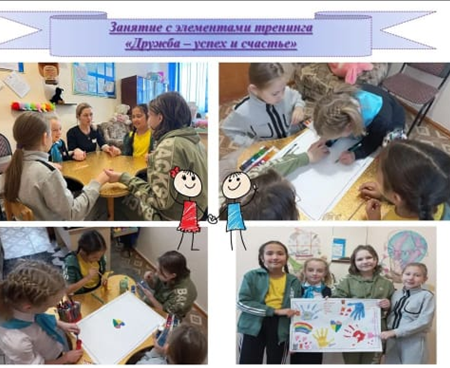 Занятие с элементами тренинга
«Дружба – успех и счастье»